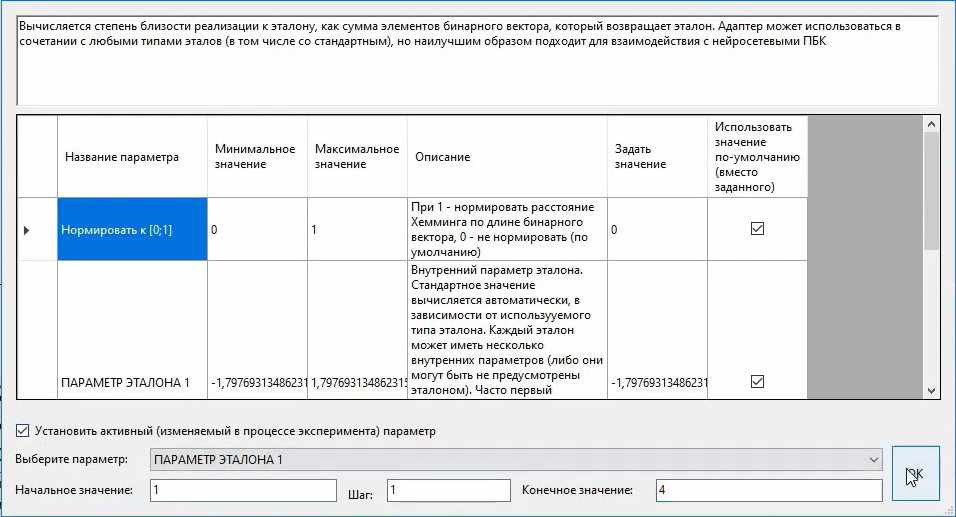 Вычисляется степень близости реализации к эталону, как сумма элементов бинарного вектора, который возвращает эталон. Адаптер может использоваться в
сочетании с любыми типами эталов (в том числе со стандартным), но наилучшим образом подходит для взаимодействия с нейросетевыми ПБК
Название параметра
Минимальное
значение
Максимальное
значение
Описание
Задать
значение
Использовать
значение
по-умолчанию
(вместо
заданного)
Нормировать к [0;1]
0
1
При 1 - нормировать расстояние
Хемминга по длине бинарного
вектора, 0 - не нормировать (по
умолчанию)
0
ПАРАМЕТР ЭТАЛОНА 1
-1,79769313486231
1,79769313486231
Внутренний параметр эталона.
Стандартное значение
вычисляется автоматически, в
зависимости от используемого
типа эталона. Каждый эталон
может иметь несколько
внутренних параметров (либо они
могут быть не предусмотрены
эталоном). Часто первый
-1,79769313486231
Установить активный (изменяемый в процессе эксперимента) параметр
Выберите параметр:
ПАРАМЕТР ЭТАЛОНА 1
Начальное значение:
1
Шаг:
1
Конечное значение:
4